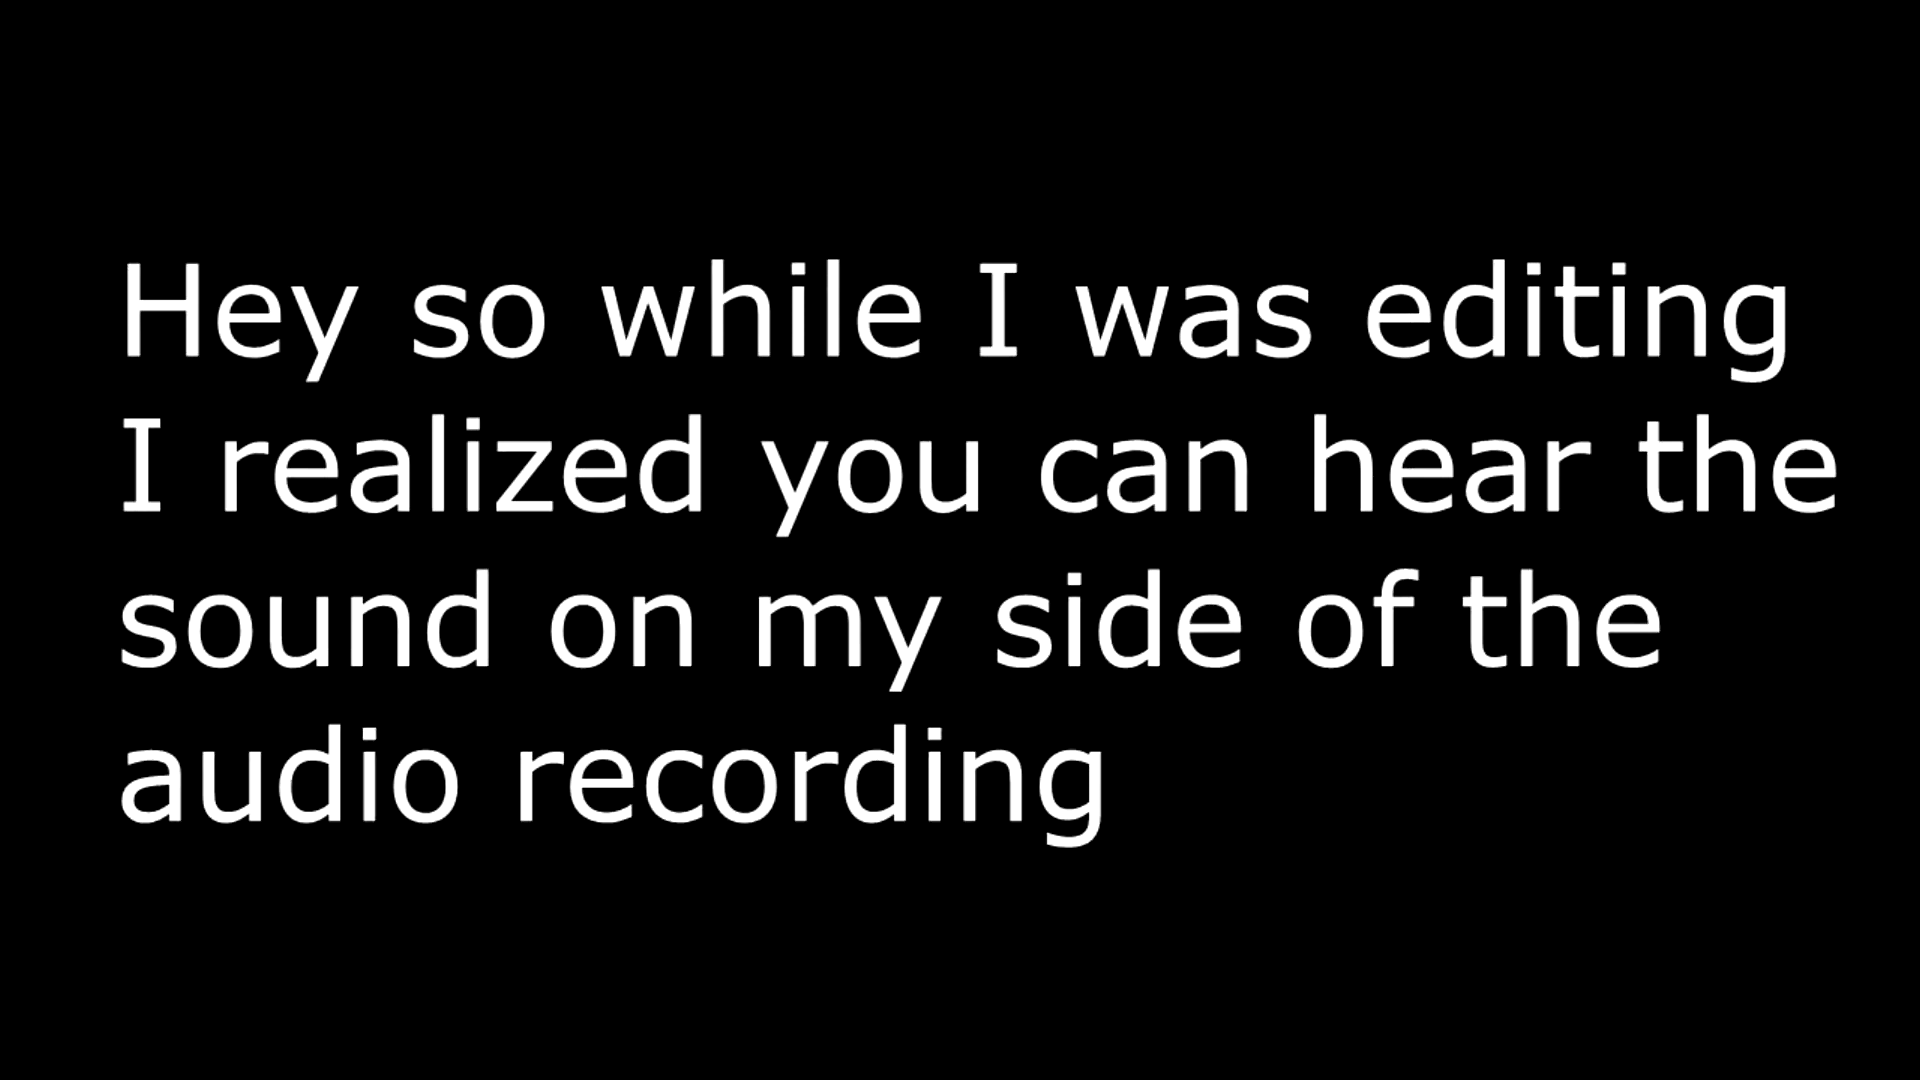 Hey so while I was editing
I realized you can hear the
sound on my side of the
audio recording